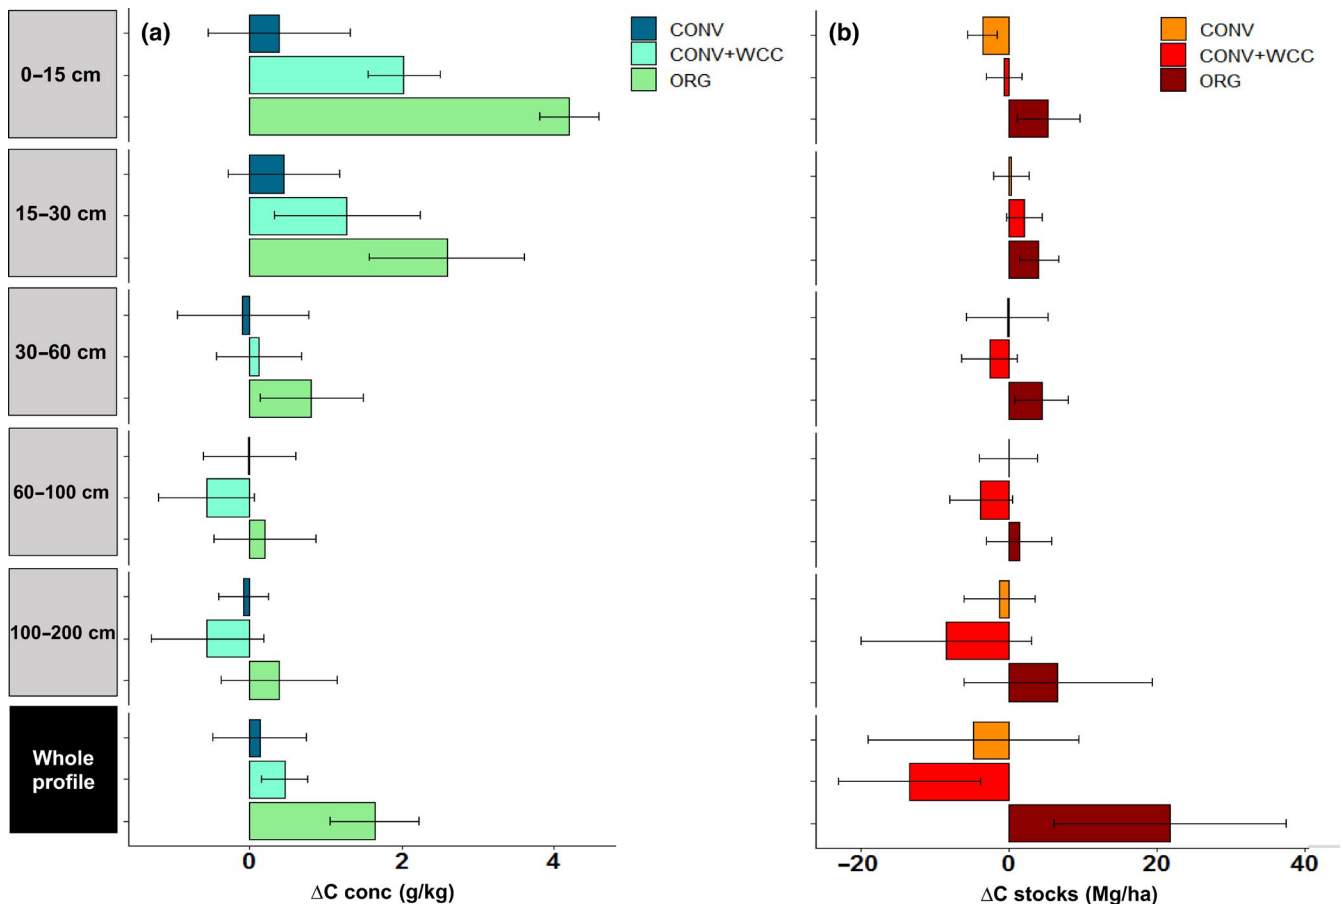 (a)
CONV
CONV+WCC
ORG
(b)
CONV
CONV+WCC
ORG
0–15 cm
15–30 cm
30–60 cm
60–100 cm
100–200 cm
Whole
profile
0 2 4
ΔC conc (g/kg)
−20 0 20 40
ΔC stocks (Mg/ha)